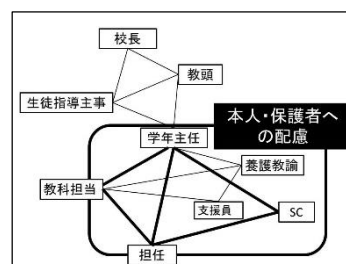 校長
教頭
生徒指導主事
本人・保護者へ
の配慮
学年主任
養護教諭
教科担当
支援員
SC
担任